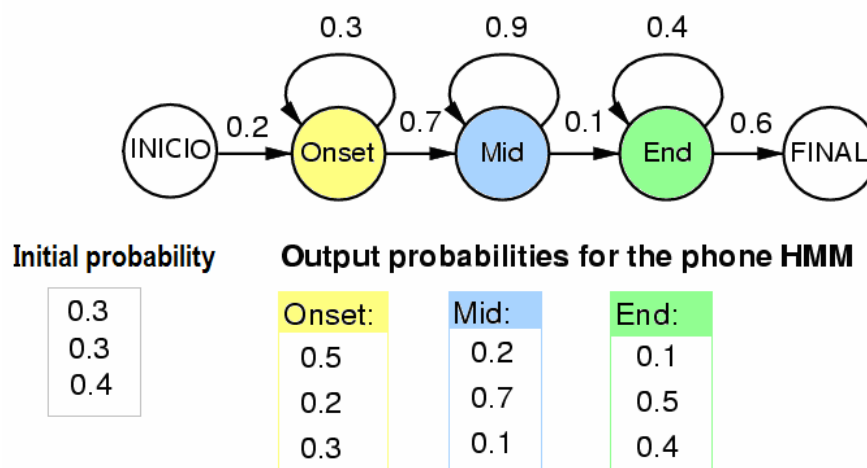 0.3 0.9 0.4
0.2 0.7 0.1 0.6
INICIO Onset Mid End FINAL
Initial probability Output probabilities for the phone HMM
0.3
0.3
0.4
Onset:
0.5
0.2
0.3
Mid:
0.2
0.7
0.1
End:
0.1
0.5
0.4